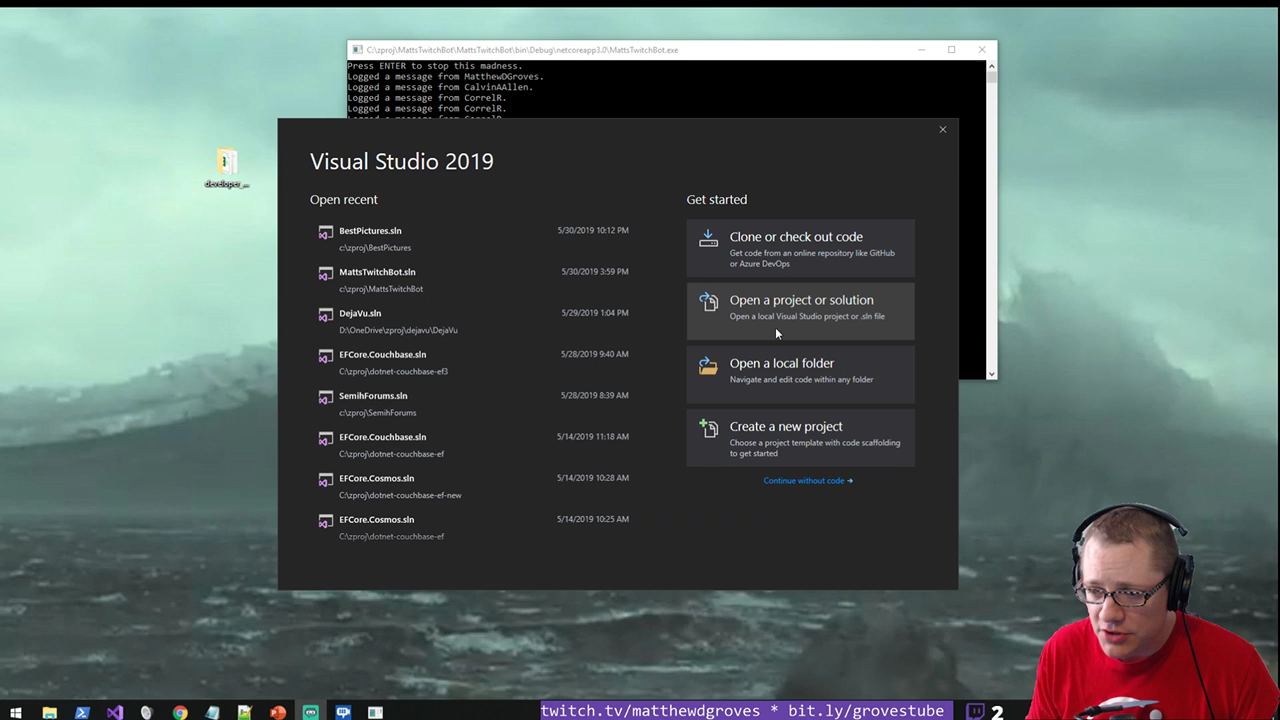 C:\zproj\MattsTwitchBot\MattsTwitchBot\bin\Debug\netcoreapp3.0\MattsTwitchBot.exe
Press ENTER to stop this madness.
Logged a message from MatthewDGroves.
Logged a message from CalvinAAllen.
Logged a message from CorrelR.
Logged a message from CorrelR.
Logged a message from CorrelR.
developer_...
Visual Studio 2019
Open recent
BestPictures.sln 5/30/2019 10:12 PM
c:\zproj\BestPictures
MattsTwitchBot.sln 5/30/2019 3:59 PM
c:\zproj\MattsTwitchBot
DejaVu.sln 5/29/2019 1:04 PM
D:\OneDrive\zproj\dejavu\DejaVu
EFCore.Couchbase.sln 5/28/2019 9:40 AM
C:\zproj\dotnet-couchbase-ef3
SemihForums.sln 5/28/2019 8:39 AM
c:\zproj\SemihForums
EFCore.Couchbase.sln 5/14/2019 11:18 AM
C:\zproj\dotnet-couchbase-ef
EFCore.Cosmos.sln 5/14/2019 10:28 AM
C:\zproj\dotnet-couchbase-ef-new
EFCore.Cosmos.sln 5/14/2019 10:25 AM
C:\zproj\dotnet-couchbase-ef
Get started
Clone or check out code
Get code from an online repository like GitHub
or Azure DevOps
Open a project or solution
Open a local Visual Studio project or .sln file
Open a local folder
Navigate and edit code within any folder
Create a new project
Choose a project template with code scaffolding
to get started
Continue without code →
twitch.tv/matthewdgroves * bit.ly/grovestube
2